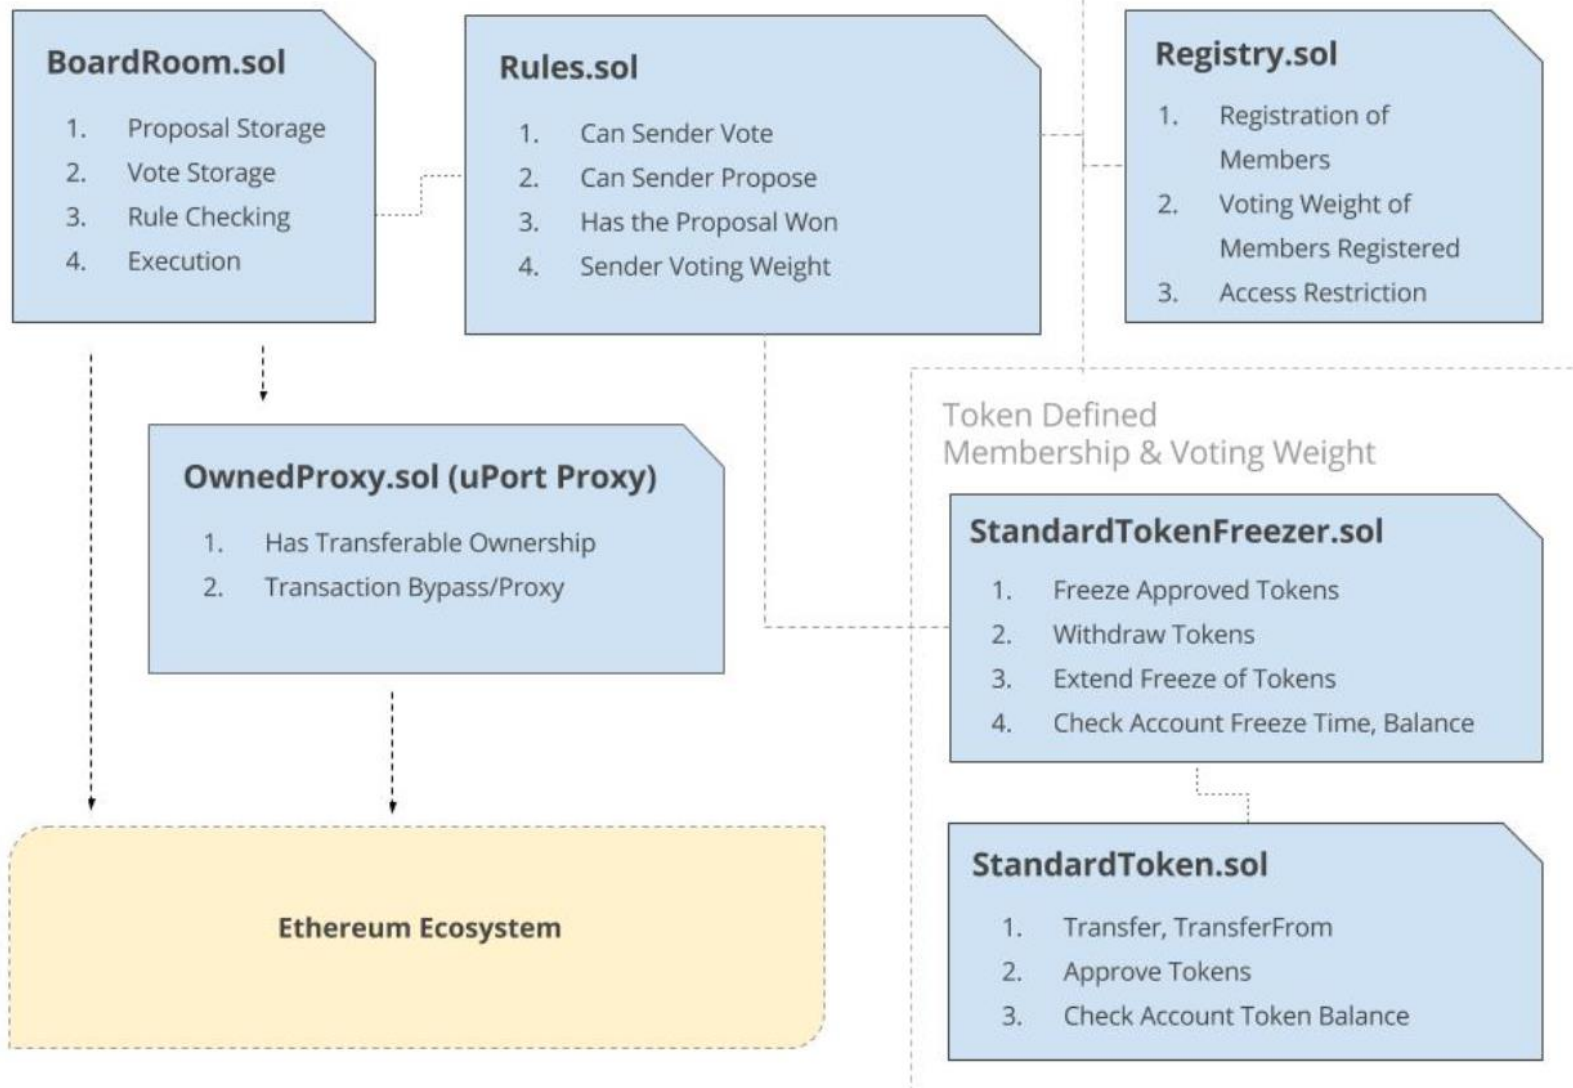 BoardRoom.sol
1. Proposal Storage
2. Vote Storage
3. Rule Checking
4. Execution
Rules.sol
1. Can Sender Vote
2. Can Sender Propose
3. Has the Proposal Won
4. Sender Voting Weight
Registry.sol
1. Registration of
Members
2. Voting Weight of
Members Registered
3. Access Restriction
OwnedProxy.sol (uPort Proxy)
1. Has Transferable Ownership
2. Transaction Bypass/Proxy
Token Defined
Membership & Voting Weight
StandardTokenFreezer.sol
1. Freeze Approved Tokens
2. Withdraw Tokens
3. Extend Freeze of Tokens
4. Check Account Freeze Time, Balance
Ethereum Ecosystem
StandardToken.sol
1. Transfer, TransferFrom
2. Approve Tokens
3. Check Account Token Balance